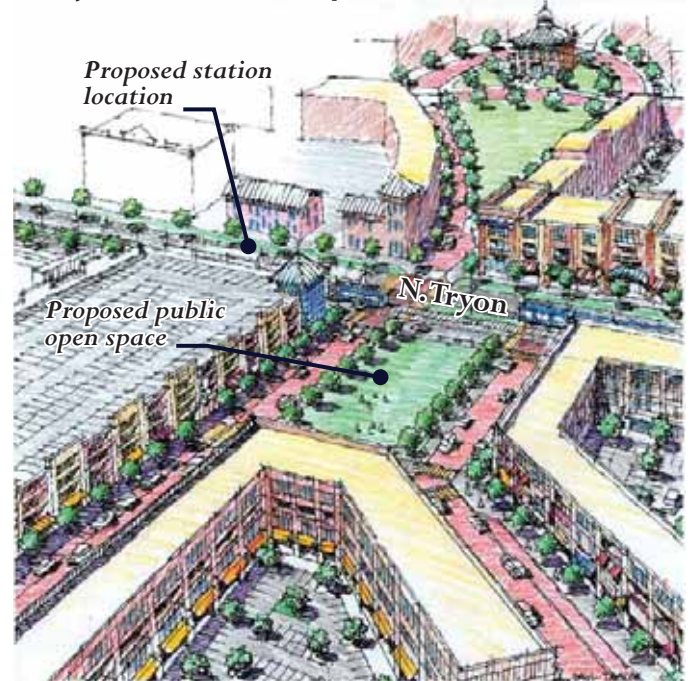 Proposed station
location
N. Tryon
Proposed public
open space